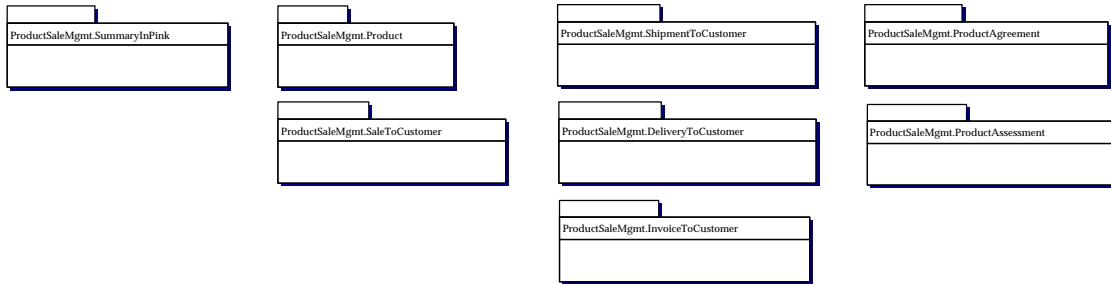 ProductSaleMgmt.SummaryInPink
ProductSaleMgmt.Product
ProductSaleMgmt.ShipmentToCustomer
ProductSaleMgmt.ProductAgreement
ProductSaleMgmt.SaleToCustomer
ProductSaleMgmt.DeliveryToCustomer
ProductSaleMgmt.ProductAssessment
ProductSaleMgmt.InvoiceToCustomer